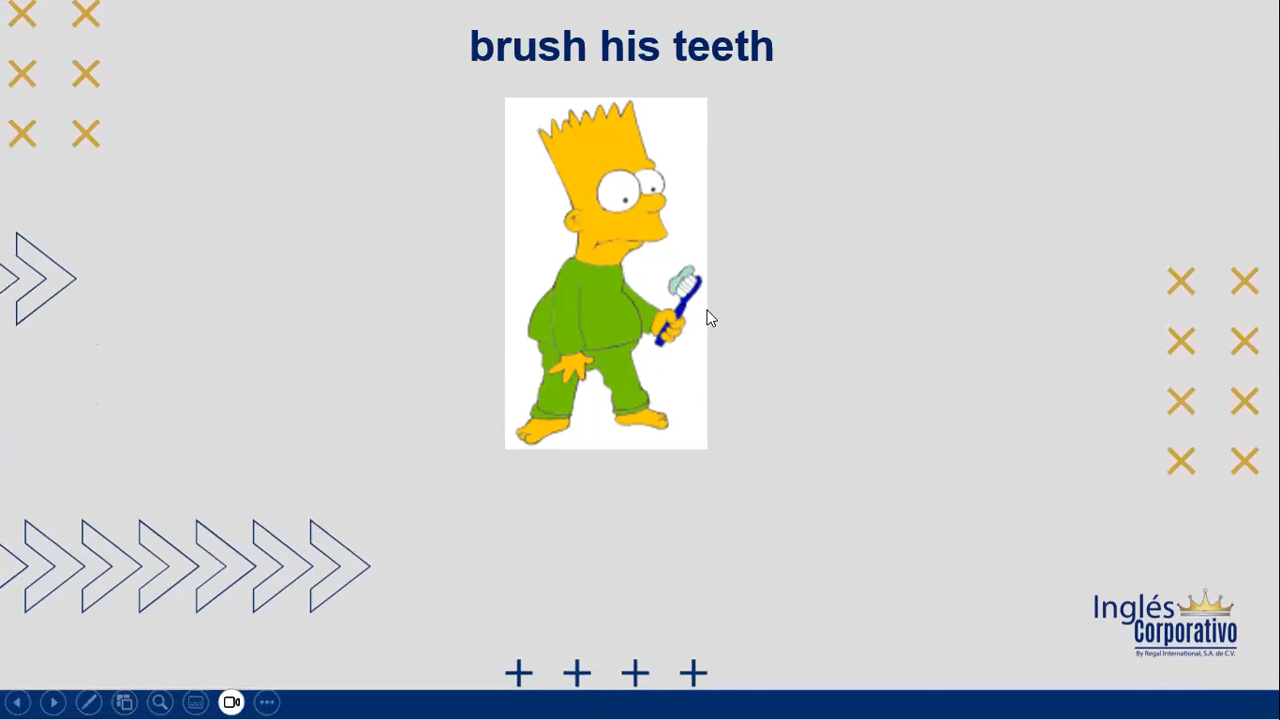 brush his teeth
Inglés
Corporativo
By Regal International, S.A. de C.V.